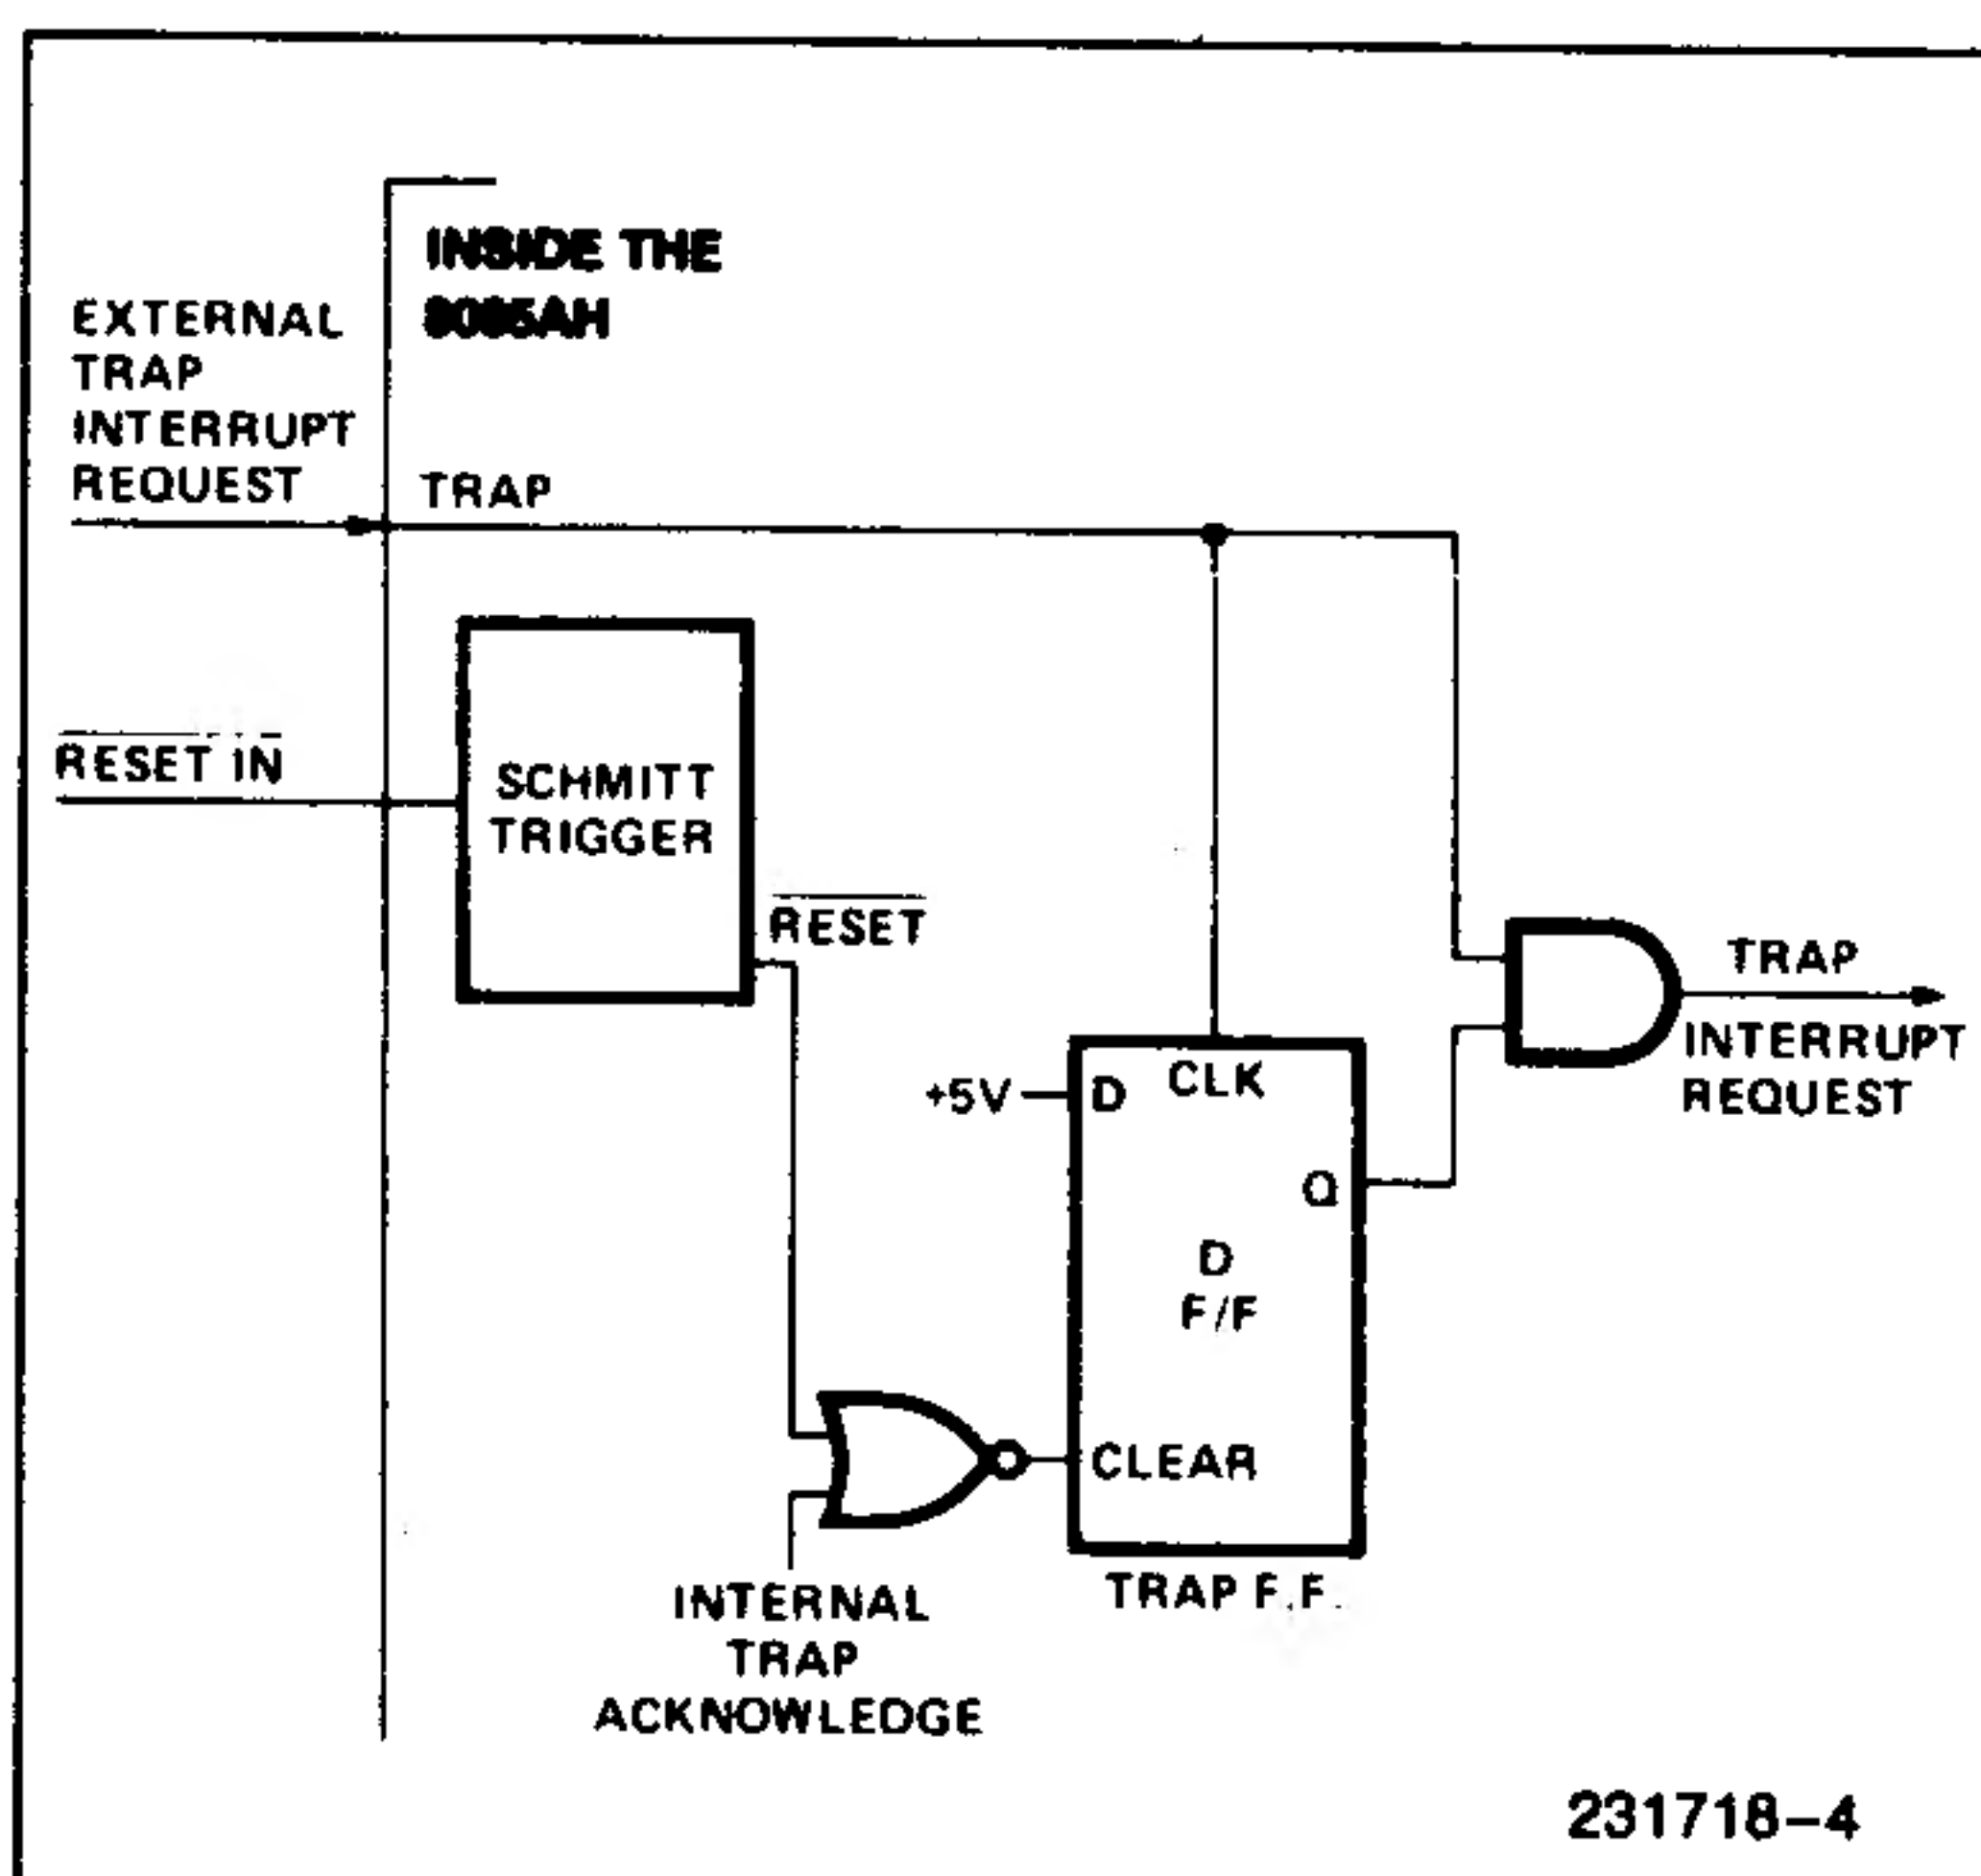 INSIDE THE
8085AH
EXTERNAL
TRAP
INTERRUPT
REQUEST
TRAP
RESET IN
SCHMITT
TRIGGER
RESET
TRAP
INTERRUPT
REQUEST
+5V
D
CLK
Q
D
F/F
CLEAR
TRAP F.F.
INTERNAL
TRAP
ACKNOWLEDGE
231718-4